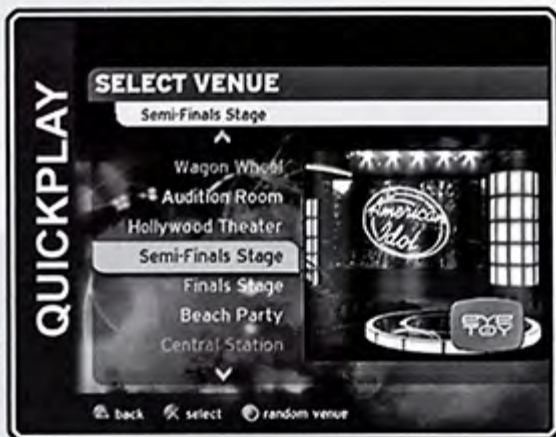 QUICKPLAY
SELECT VENUE
Semi-Finals Stage
Wagon Wheel
Audition Room
Hollywood Theater
Semi-Finals Stage
Finals Stage
Beach Party
Central Station
American
Idol
EYE
TOY
back select random venue